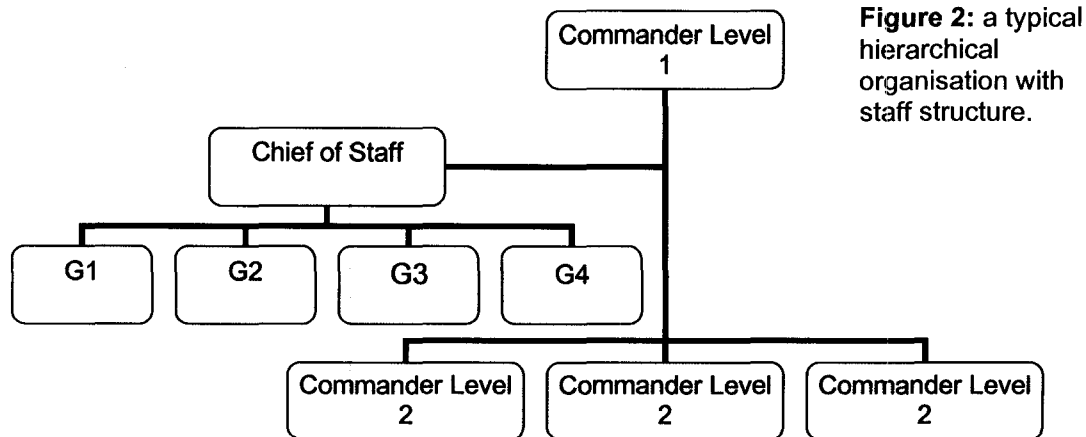 Commander Level
1
Figure 2: a typical
hierarchical
organisation with
staff structure.
Chief of Staff
G1
G2
G3
G4
Commander Level
2
Commander Level
2
Commander Level
2